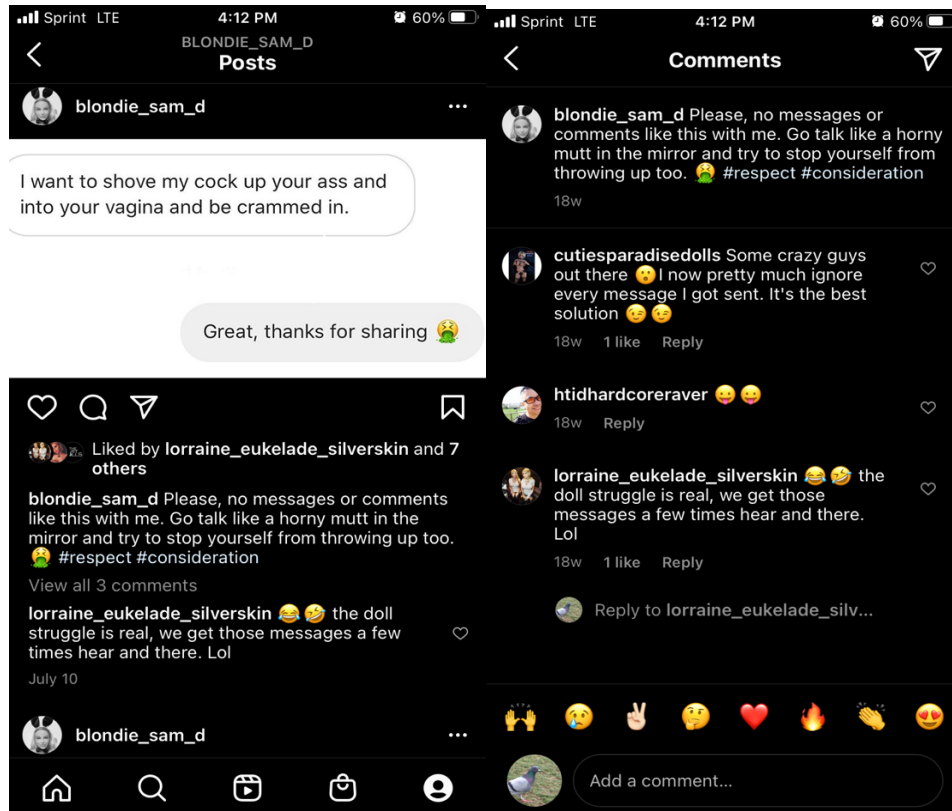 Sprint LTE
4:12 PM
60%
BLONDIE_SAM_D
Posts
blondie_sam_d
I want to shove my cock up your ass and
into your vagina and be crammed in.
Great, thanks for sharing 🤮
Liked by lorraine_eukelade_silverskin and 7
others
blondie_sam_d Please, no messages or comments
like this with me. Go talk like a horny mutt in the
mirror and try to stop yourself from throwing up too.
🤮 #respect #consideration
View all 3 comments
lorraine_eukelade_silverskin 😂🤣 the doll
struggle is real, we get those messages a few
times hear and there. Lol
July 10
blondie_sam_d
Sprint LTE
4:12 PM
60%
Comments
blondie_sam_d Please, no messages or
comments like this with me. Go talk like a horny
mutt in the mirror and try to stop yourself from
throwing up too. 🤮 #respect #consideration
18w
cutiesparadisedolls Some crazy guys
out there 😮I now pretty much ignore
every message I got sent. It's the best
solution 😉😉
18w 1 like Reply
htidhardcoreraver 😛😛
18w Reply
lorraine_eukelade_silverskin 😂🤣 the
doll struggle is real, we get those
messages a few times hear and there.
Lol
18w 1 like Reply
Reply to lorraine_eukelade_silv...
🙌 😢 ✌🏻 🤔 ❤️ 🔥 👏 😍
Add a comment...